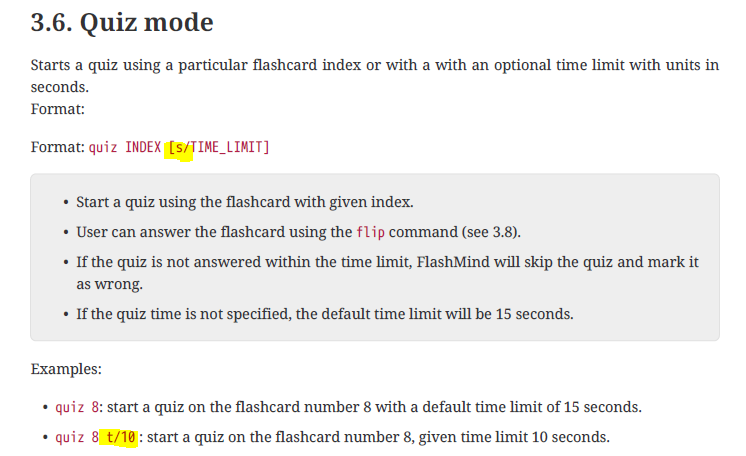 3.6. Quiz mode
Starts a quiz using a particular flashcard index or with a with an optional time limit with units in
seconds.
Format:
Format: quiz INDEX [s/TIME_LIMIT]
• Start a quiz using the flashcard with given index.
• User can answer the flashcard using the flip command (see 3.8).
• If the quiz is not answered within the time limit, FlashMind will skip the quiz and mark it
as wrong.
• If the quiz time is not specified, the default time limit will be 15 seconds.
Examples:
• quiz 8: start a quiz on the flashcard number 8 with a default time limit of 15 seconds.
• quiz 8 t/10 : start a quiz on the flashcard number 8, given time limit 10 seconds.